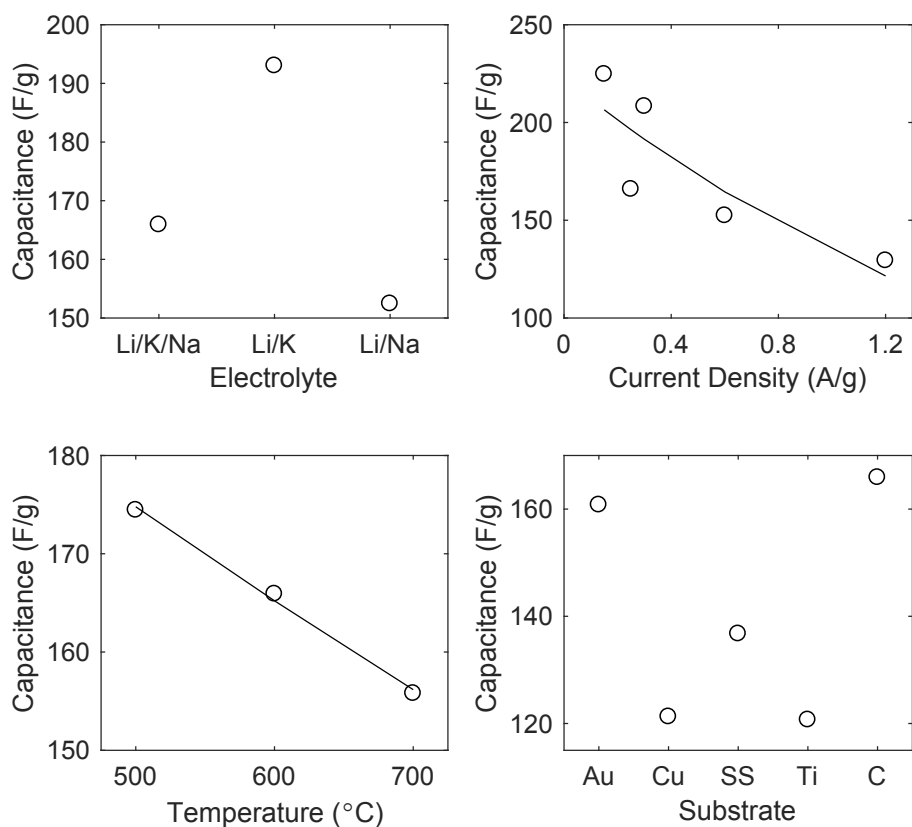 200
190
180
170
160
150
Capacitance (F/g)
Li/K/Na Li/K Li/Na
Electrolyte
250
200
150
100
Capacitance (F/g)
0 0.4 0.8 1.2
Current Density (A/g)
180
170
160
150
Capacitance (F/g)
500 600 700
Temperature (°C)
160
140
120
Capacitance (F/g)
Au Cu SS Ti C
Substrate